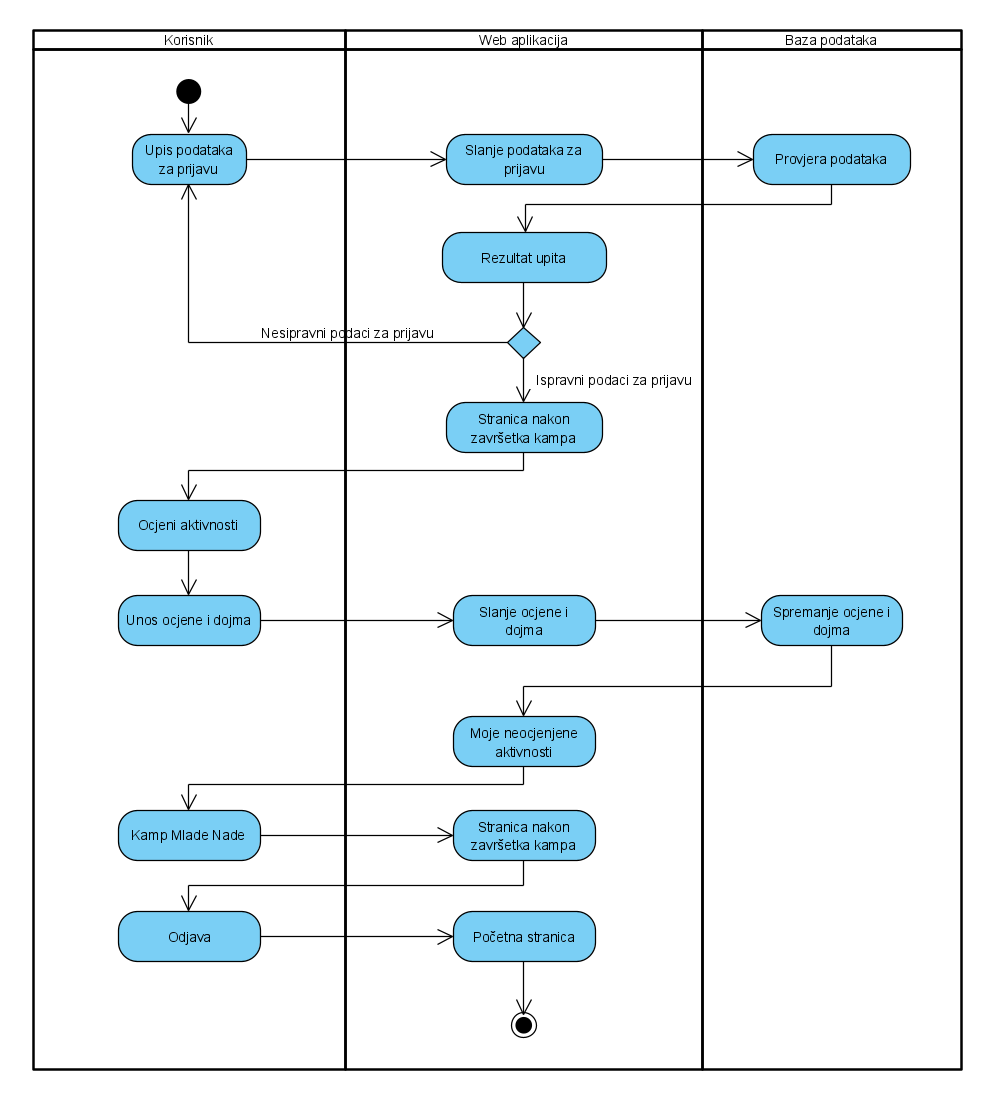 Korisnik
Web aplikacija
Baza podataka
Upis podataka
za prijavu
Slanje podataka za
prijavu
Provjera podataka
Rezultat upita
Nesipravni podaci za prijavu
Ispravni podaci za prijavu
Stranica nakon
završetka kampa
Ocjeni aktivnosti
Unos ocjene i dojma
Slanje ocjene i
dojma
Spremanje ocjene i
dojma
Moje neocjenjene
aktivnosti
Kamp Mlade Nade
Stranica nakon
završetka kampa
Odjava
Početna stranica